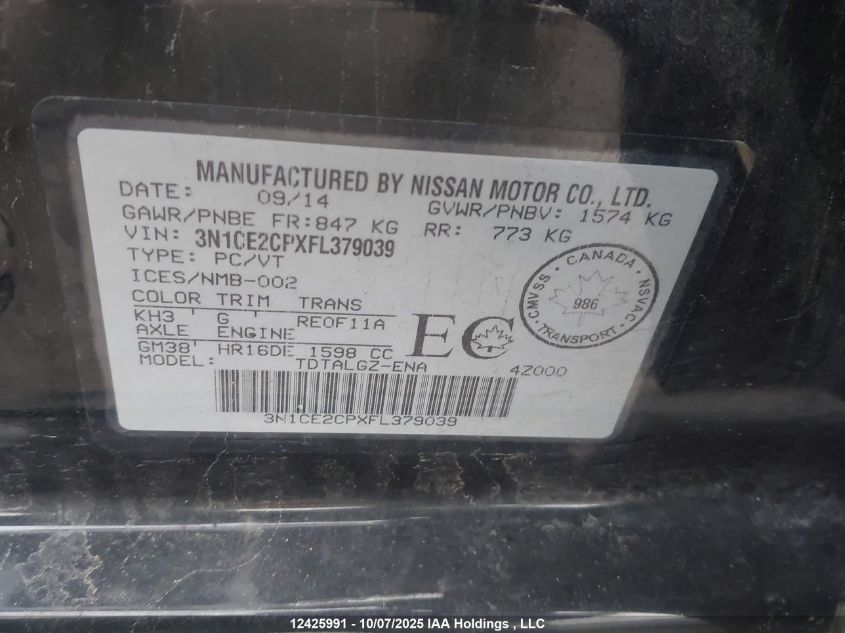 MANUFACTURED BY NISSAN MOTOR CO., LTD.
DATE: 09/14 GVWR/PNBV: 1574 KG
GAWR/PNBE FR:847 KG RR: 773 KG
VIN: 3N1CE2CPXFL379039
TYPE: PC/VT
ICES/NMB-002
COLOR TRIM TRANS
KH3 G RE0F11A
AXLE ENGINE
GM38 HR16DE 1598 CC
MODEL: TDTALGZ-ENA 4Z000
EC
CANADA
CMVSS 986 NSVAC
TRANSPORT
3N1CE2CPXFL379039
12425991 - 10/07/2025 IAA Holdings , LLC